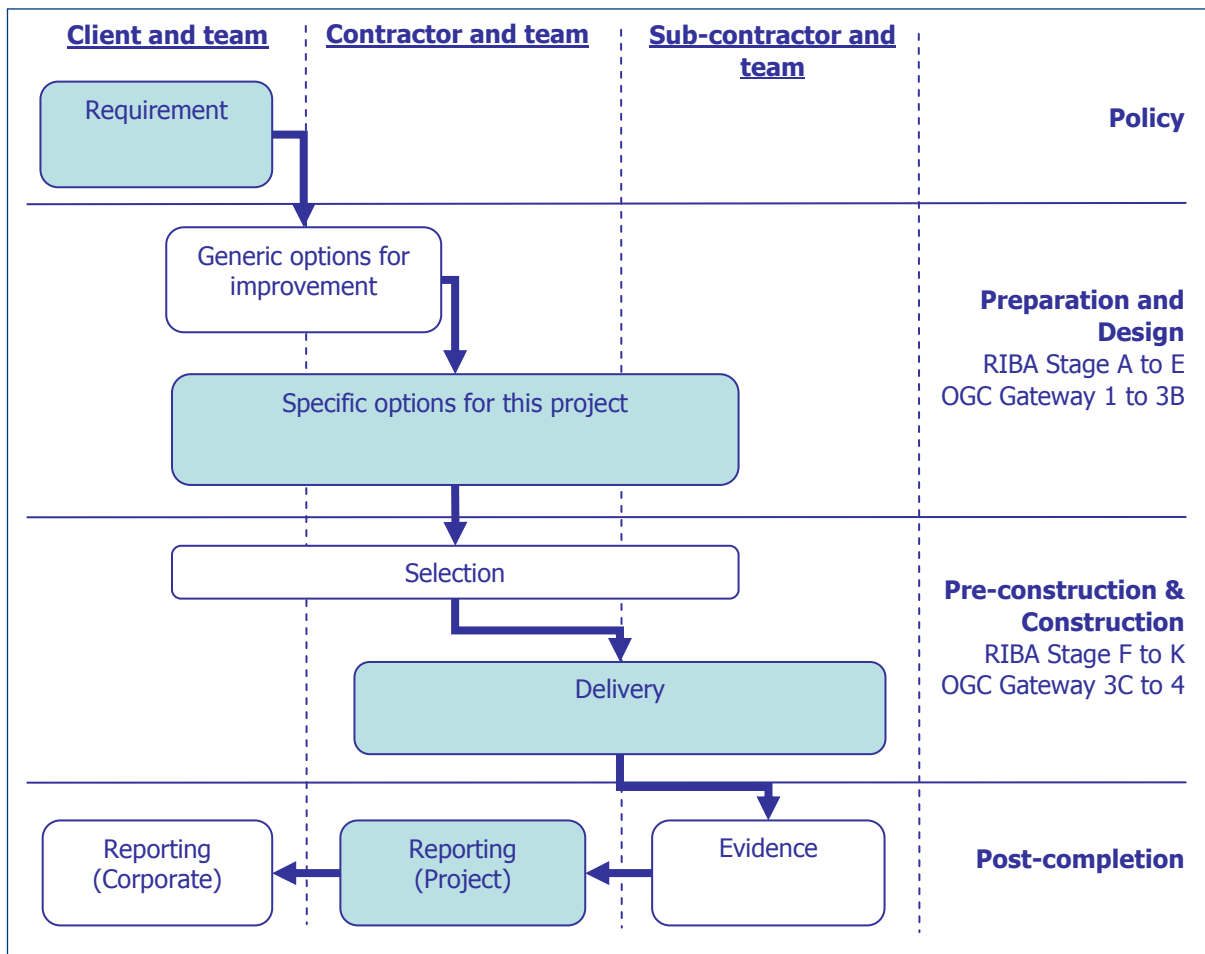 Client and team
Contractor and team
Sub-contractor and
team
Requirement
Policy
Generic options for
improvement
Preparation and
Design
RIBA Stage A to E
OGC Gateway 1 to 3B
Specific options for this project
Selection
Pre-construction &
Construction
RIBA Stage F to K
OGC Gateway 3C to 4
Delivery
Reporting
(Corporate)
Reporting
(Project)
Evidence
Post-completion